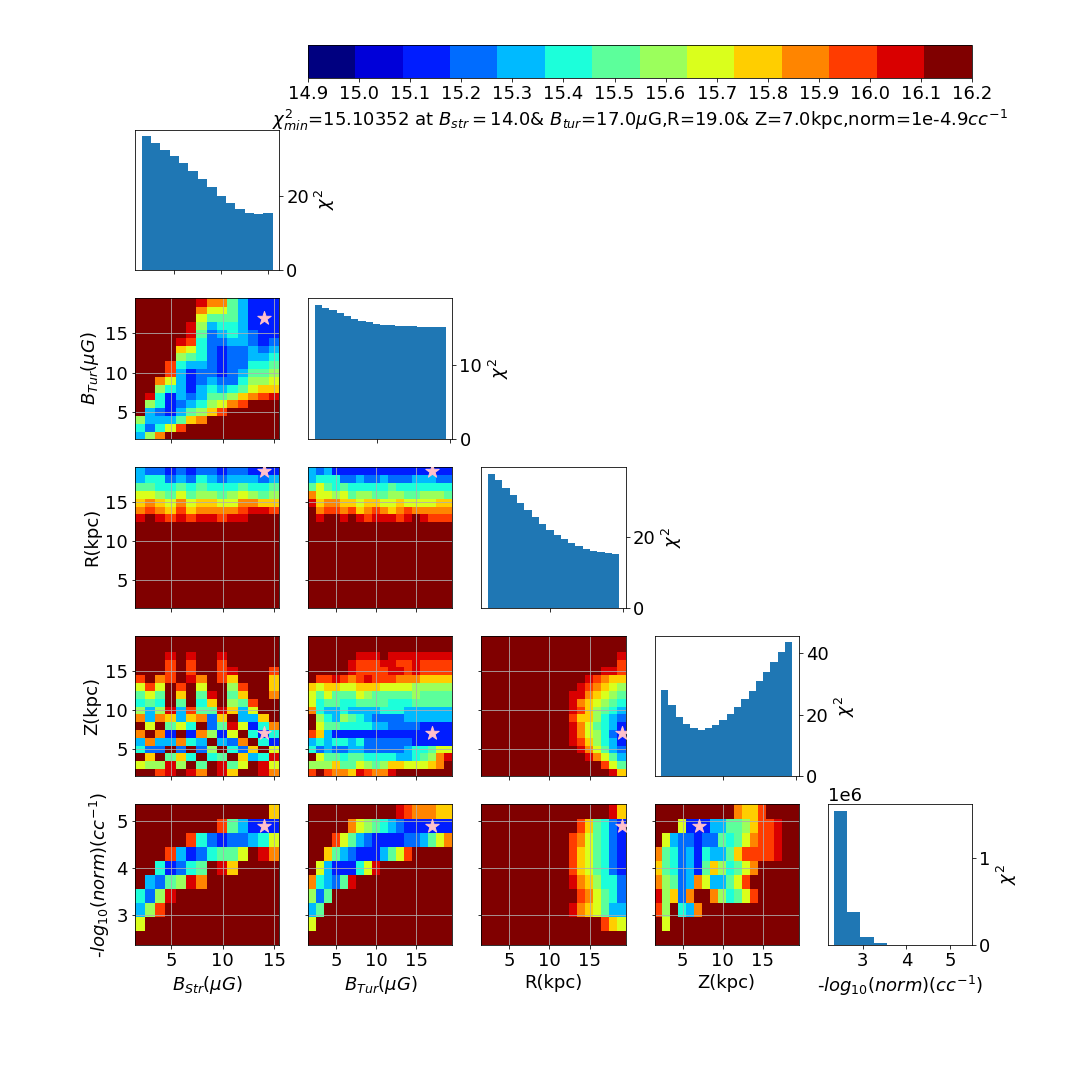 14.9 15.0 15.1 15.2 15.3 15.4 15.5 15.6 15.7 15.8 15.9 16.0 16.1 16.2
χ²min=15.10352 at Bstr = 14.0& Btur=17.0μG,R=19.0& Z=7.0kpc,norm=1e-4.9cc⁻¹
20
χ²
0
BTur(μG)
15
10
5
10
χ²
0
R(kpc)
15
10
5
20
χ²
0
Z(kpc)
15
10
5
40
20
χ²
0
-log10(norm)(cc⁻¹)
5
4
3
1e6
1
χ²
0
5 10 15
5 10 15
5 10 15
5 10 15
3 4 5
BStr(μG)
BTur(μG)
R(kpc)
Z(kpc)
-log10(norm)(cc⁻¹)